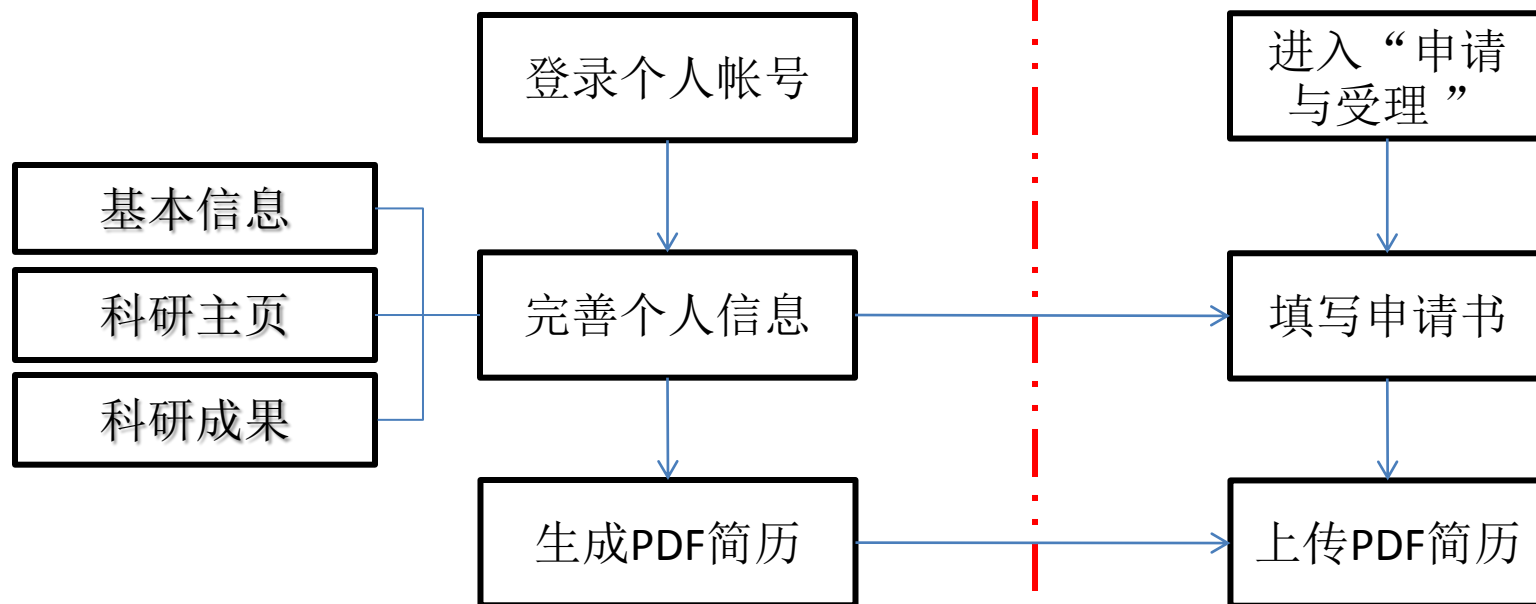 登录个人帐号
进入“申请
与受理 ”
基本信息
科研主页
完善个人信息
填写申请书
科研成果
生成PDF简历
上传PDF简历